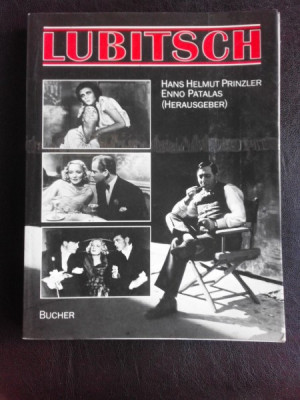 LUBITSCH
HANS HELMUT PRINZLER
ENNO PATALAS
(HERAUSGEBER)
BUCHER